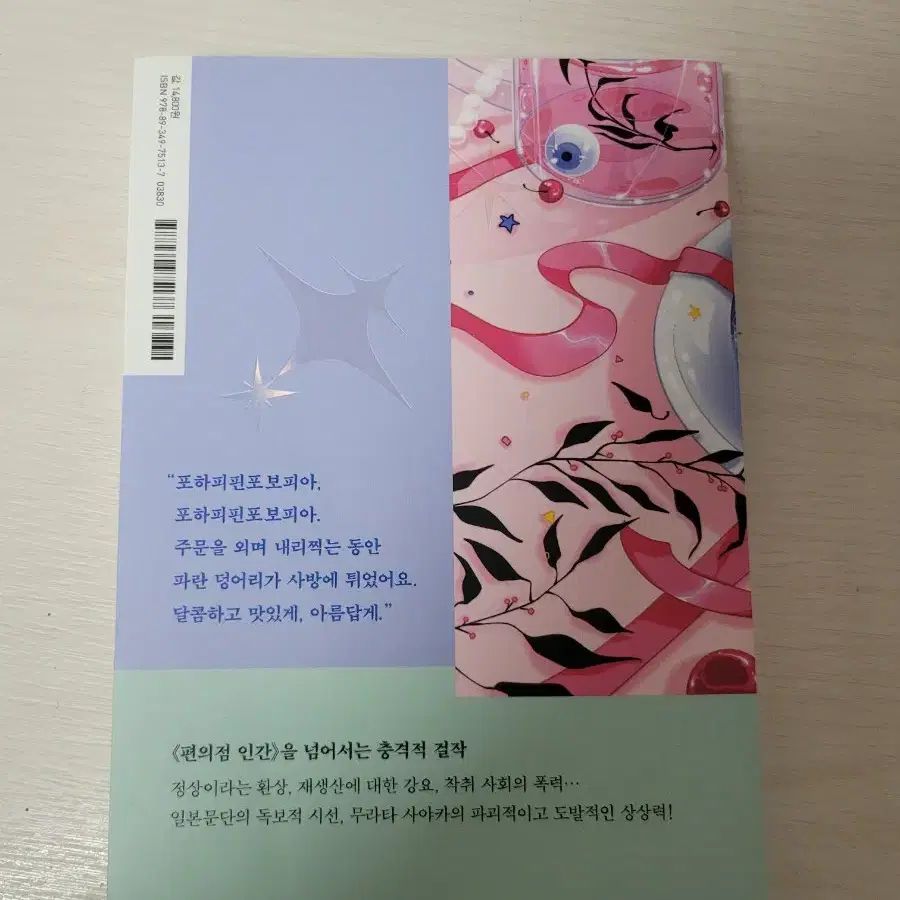 값 14,800원
ISBN 978-89-349-7513-7 03830
“포하피핀포보피아,
포하피핀포보피아.
주문을 외며 내리찍는 동안
파란 덩어리가 사방에 튀었어요.
달콤하고 맛있게, 아름답게.”
《편의점 인간》을 넘어서는 충격적 걸작
정상이라는 환상, 재생산에 대한 강요, 착취 사회의 폭력…
일본문단의 독보적 시선, 무라타 사야카의 파괴적이고 도발적인 상상력!